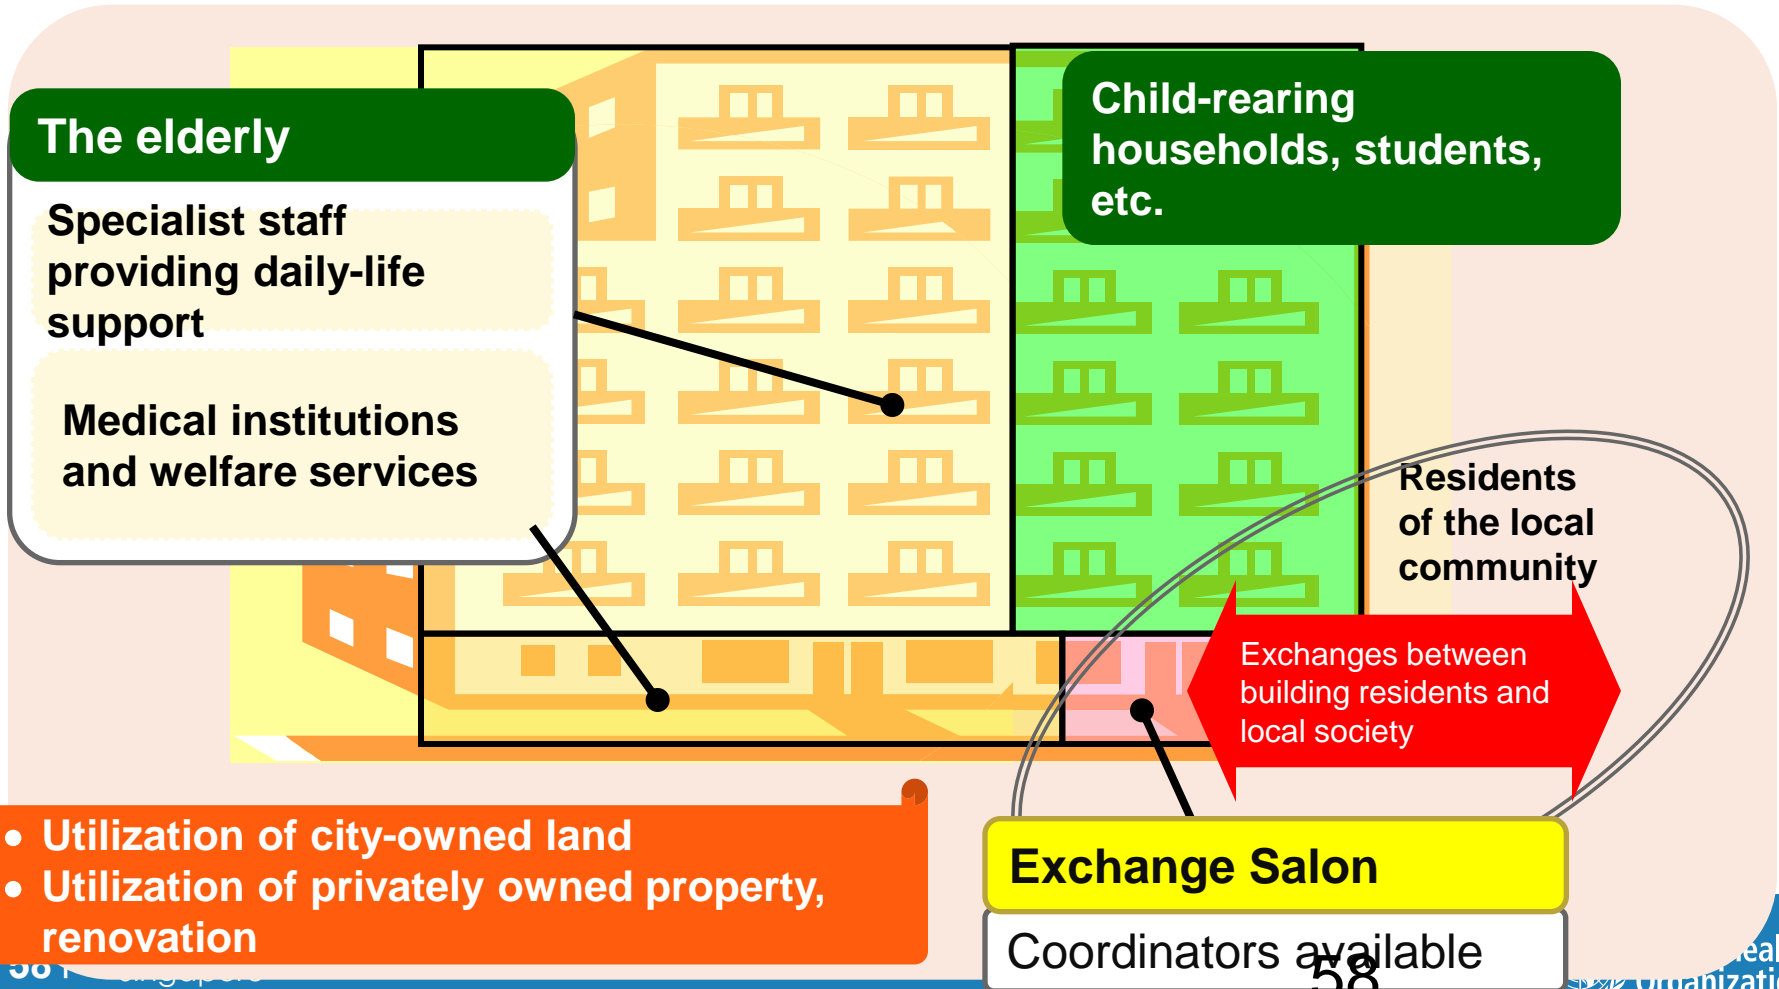 The elderly
Specialist staff
providing daily-life
support
Medical institutions
and welfare services
Child-rearing
households, students,
etc.
Residents
of the local
community
Exchanges between
building residents and
local society
• Utilization of city-owned land
• Utilization of privately owned property,
renovation
Exchange Salon
Coordinators available
58
58